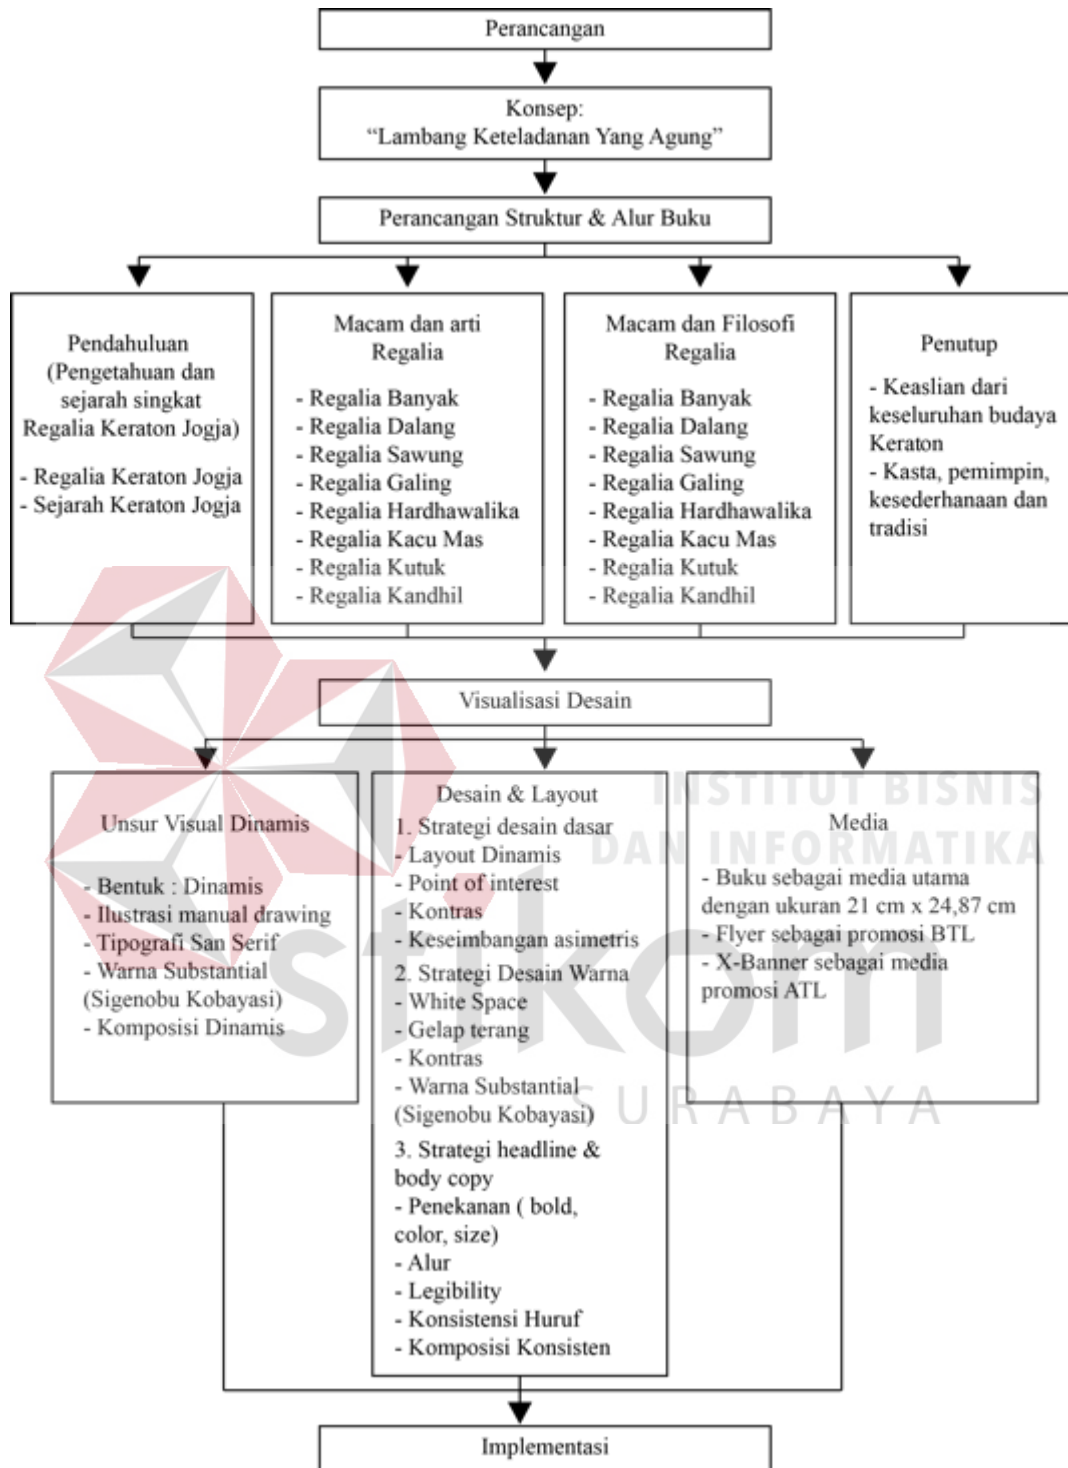 Perancangan
Konsep:
“Lambang Keteladanan Yang Agung”
Perancangan Struktur & Alur Buku
Pendahuluan
(Pengetahuan dan
sejarah singkat
Regalia Keraton Jogja)
- Regalia Keraton Jogja
- Sejarah Keraton Jogja
Macam dan arti
Regalia
- Regalia Banyak
- Regalia Dalang
- Regalia Sawung
- Regalia Galing
- Regalia Hardhawalika
- Regalia Kacu Mas
- Regalia Kutuk
- Regalia Kandhil
Macam dan Filosofi
Regalia
- Regalia Banyak
- Regalia Dalang
- Regalia Sawung
- Regalia Galing
- Regalia Hardhawalika
- Regalia Kacu Mas
- Regalia Kutuk
- Regalia Kandhil
Penutup
- Keaslian dari
keseluruhan budaya
Keraton
- Kasta, pemimpin,
kesederhanaan dan
tradisi
Visualisasi Desain
Unsur Visual Dinamis
- Bentuk : Dinamis
- Ilustrasi manual drawing
- Tipografi San Serif
- Warna Substantial
(Sigenobu Kobayasi)
- Komposisi Dinamis
Desain & Layout
1. Strategi desain dasar
- Layout Dinamis
- Point of interest
- Kontras
- Keseimbangan asimetris
2. Strategi Desain Warna
- White Space
- Gelap terang
- Kontras
- Warna Substantial
(Sigenobu Kobayasi)
3. Strategi headline &
body copy
- Penekanan ( bold,
color, size)
- Alur
- Legibility
- Konsistensi Huruf
- Komposisi Konsisten
Media
- Buku sebagai media utama
dengan ukuran 21 cm x 24,87 cm
- Flyer sebagai promosi BTL
- X-Banner sebagai media
promosi ATL
Implementasi
INSTITUT BISNIS
DAN INFORMATIKA
stikom
SURABAYA